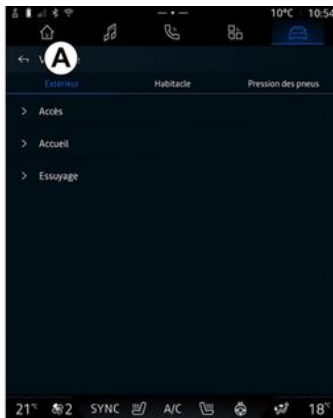 10°C 10:54
A
Extérieur Habitacle Pression des pneus
> Accès
> Accueil
> Essuyage
21°C 2 SYNC A/C 18°